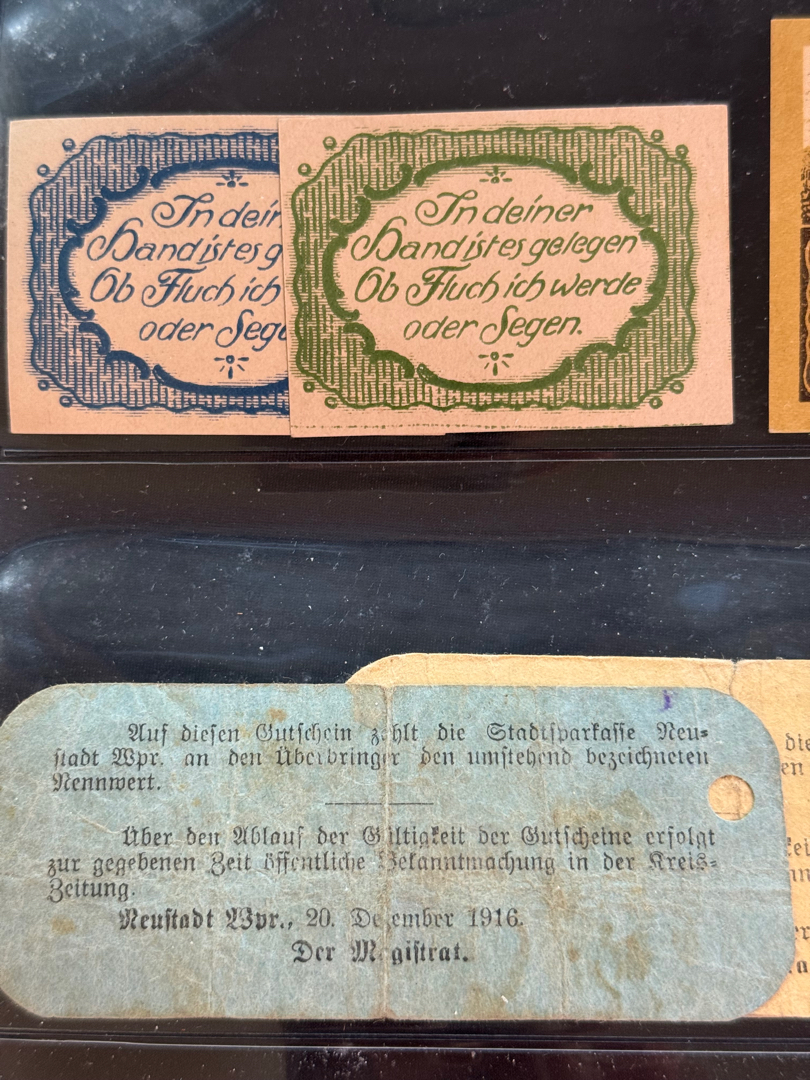 In dein
Hand ist es g
Ob Fluch ich
oder Sege
In deiner
Hand ist es gelegen
Ob Fluch ich werde
oder Segen.
Auf diesen Gutschein zahlt die Stadtsparkasse Neu=
stadt Wpr. an den Überbringer den umstehend bezeichneten
Nennwert.
Über den Ablauf der Gültigkeit der Gutscheine erfolgt
zur gegebenen Zeit öffentliche Bekanntmachung in der Kreis=
Zeitung.
Neustadt Wpr., 20. Dezember 1916.
Der Magistrat.
die
en